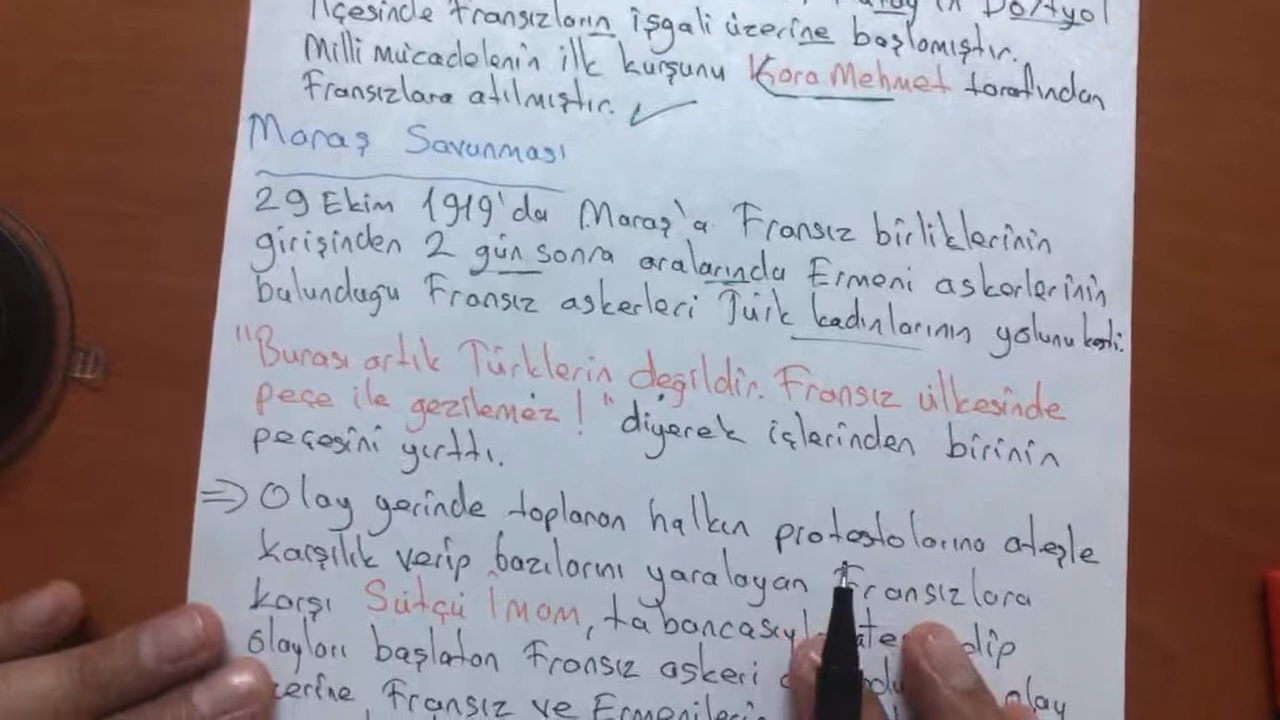 ilçesinde Fransızların işgali üzerine başlamıştır.
Milli mücadelenin ilk kurşunu Kara Mehmet tarafından
Fransızlara atılmıştır.
Maraş Savunması
29 Ekim 1919'da Maraş'a Fransız birliklerinin
girişinden 2 gün sonra aralarında Ermeni askerlerinin
bulunduğu Fransız askerleri Türk kadınlarının yolunu kesti.
"Burası artık Türklerin değildir. Fransız ülkesinde
peçe ile gezilemez!" diyerek içlerinden birinin
peçesini yırttı.
⇒ Olay yerinde toplanan halkın protestolarına ateşle
karşılık verip bazılarını yaralayan Fransızlara
karşı Sütçü İmam,
olayları başlatan Fransız askeri olay
Fransız ve Ermenilerin